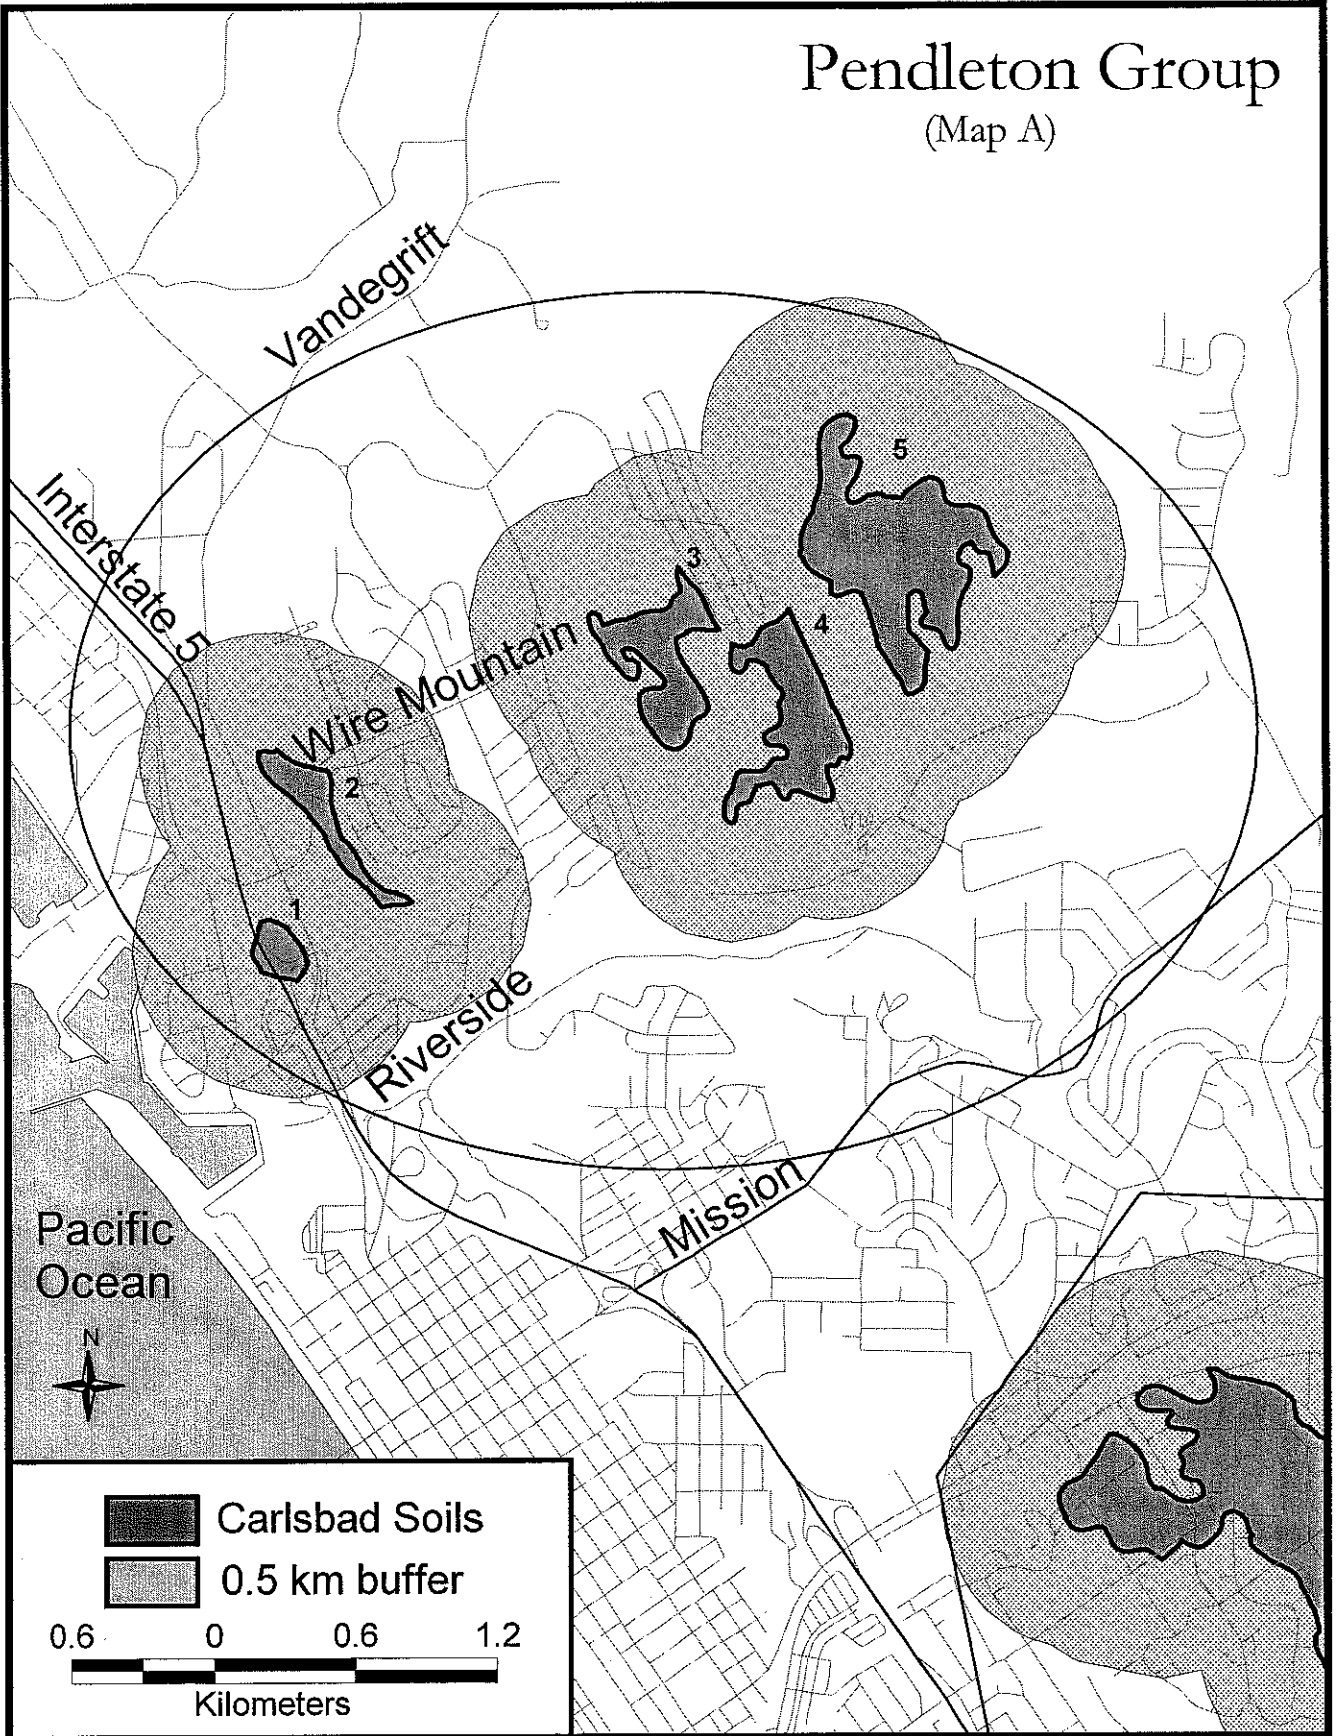 Pendleton Group
(Map A)
Vandegrift
Interstate 5
5
3
4
Wire Mountain
2
1
Riverside
Mission
Pacific
Ocean
N
Carlsbad Soils
0.5 km buffer
0.6 0 0.6 1.2
Kilometers